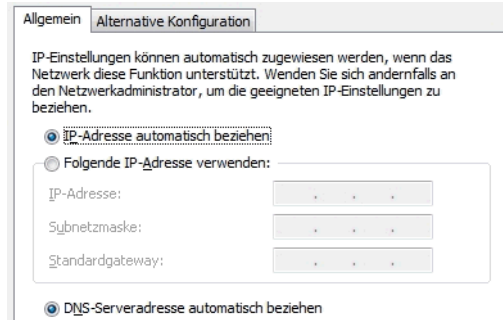 Allgemein
Alternative Konfiguration
IP-Einstellungen können automatisch zugewiesen werden, wenn das
Netzwerk diese Funktion unterstützt. Wenden Sie sich andernfalls an
den Netzwerkadministrator, um die geeigneten IP-Einstellungen zu
beziehen.
IP-Adresse automatisch beziehen
Folgende IP-Adresse verwenden:
IP-Adresse: . . .
Subnetzmaske: . . .
Standardgateway: . . .
DNS-Serveradresse automatisch beziehen